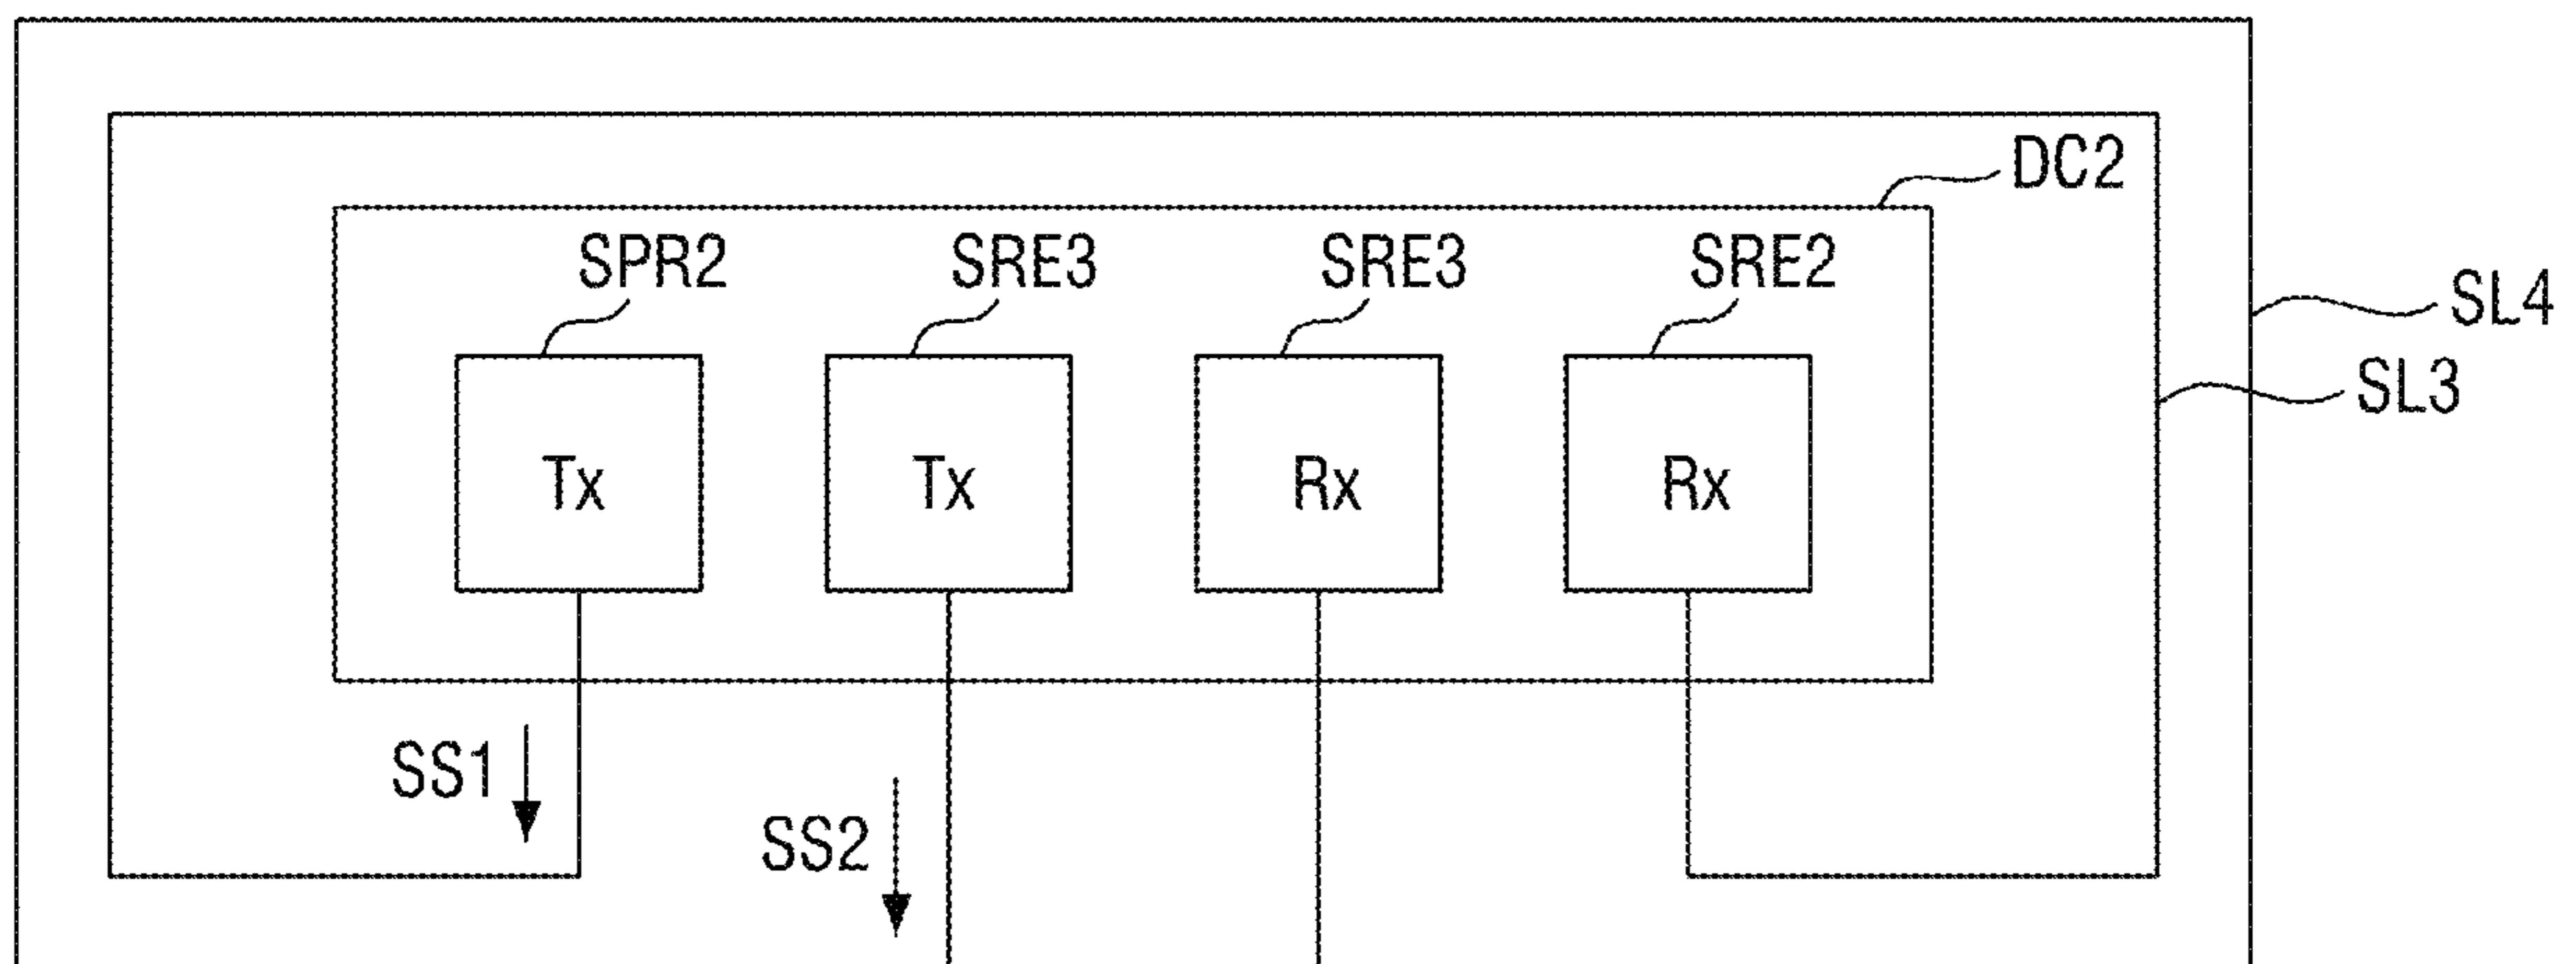 DC2
SPR2 SRE3 SRE3 SRE2
SL4
SL3
Tx Tx Rx Rx
SS1
SS2